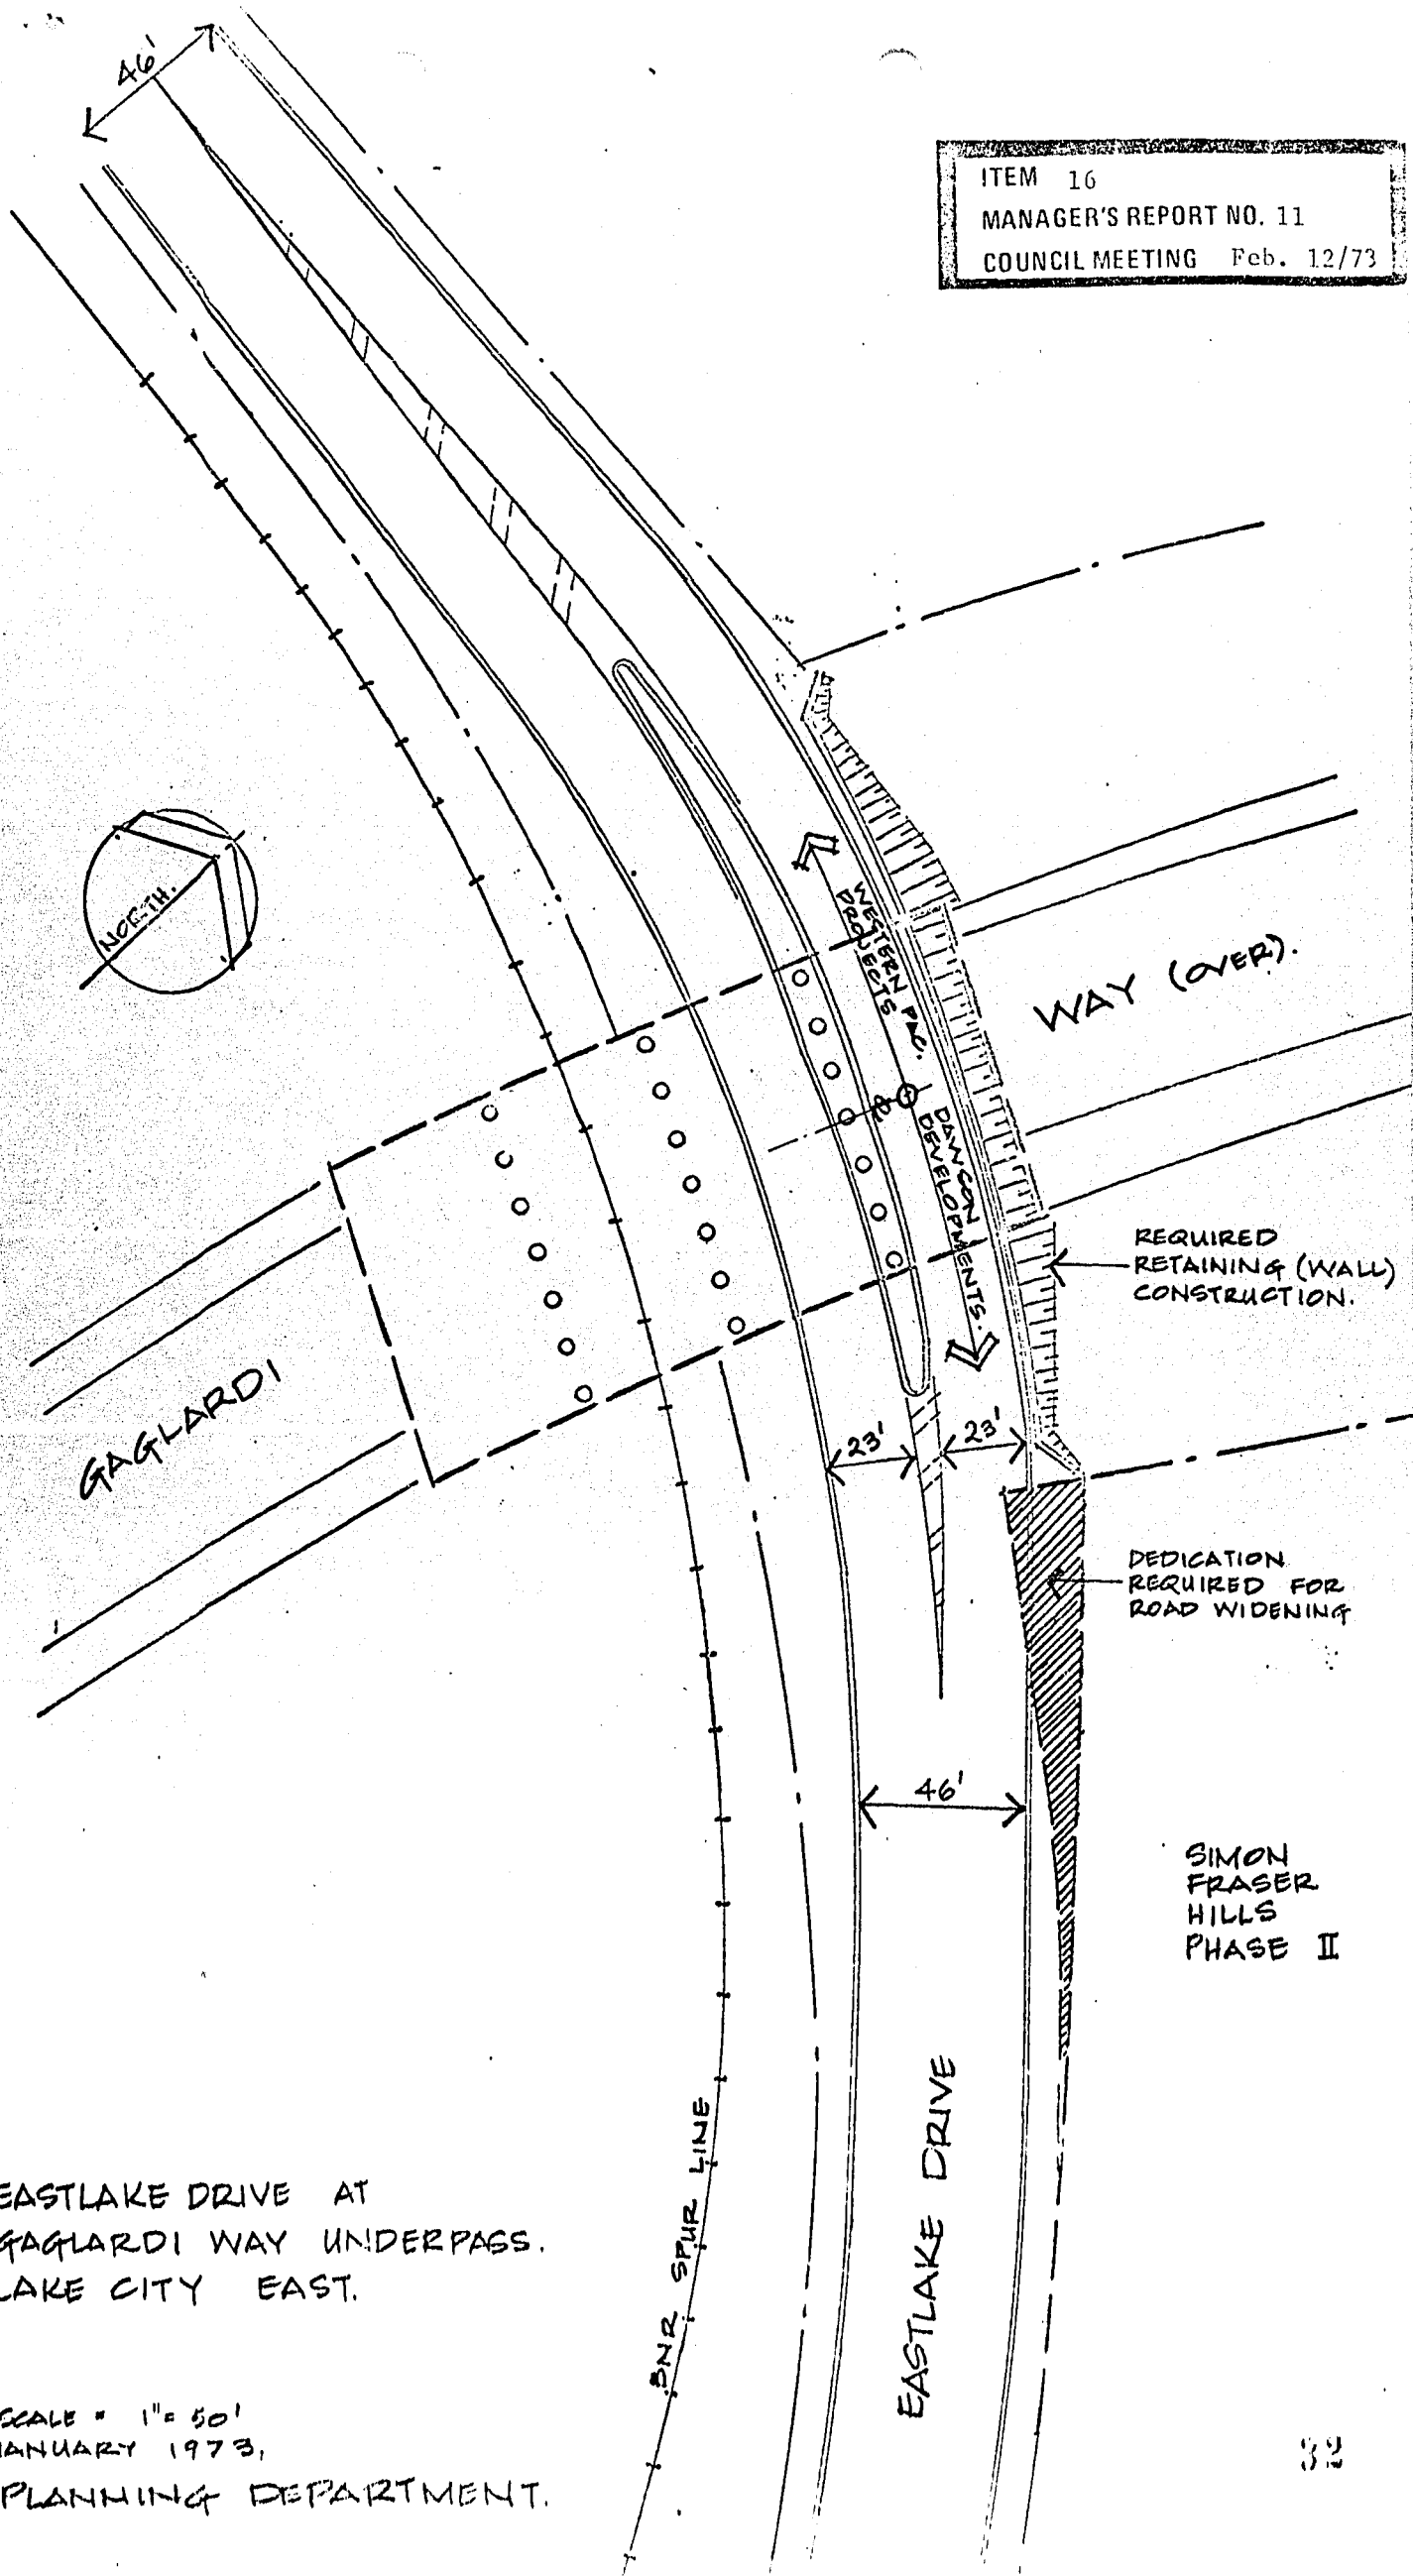 46'
ITEM 16
MANAGER'S REPORT NO. 11
COUNCIL MEETING Feb. 12/73
NORTH.
WESTERN PAC.
PROJECTS
WAY (OVER).
DAWSON
DEVELOPMENTS.
REQUIRED
RETAINING (WALL)
CONSTRUCTION.
GAGLARDI
23'
23'
DEDICATION
REQUIRED FOR
ROAD WIDENING
46'
SIMON
FRASER
HILLS
PHASE II
EASTLAKE DRIVE
BNR SPUR LINE
EASTLAKE DRIVE AT
GAGLARDI WAY UNDERPASS.
LAKE CITY EAST.
SCALE = 1"= 50'
JANUARY 1973,
PLANNING DEPARTMENT.
32